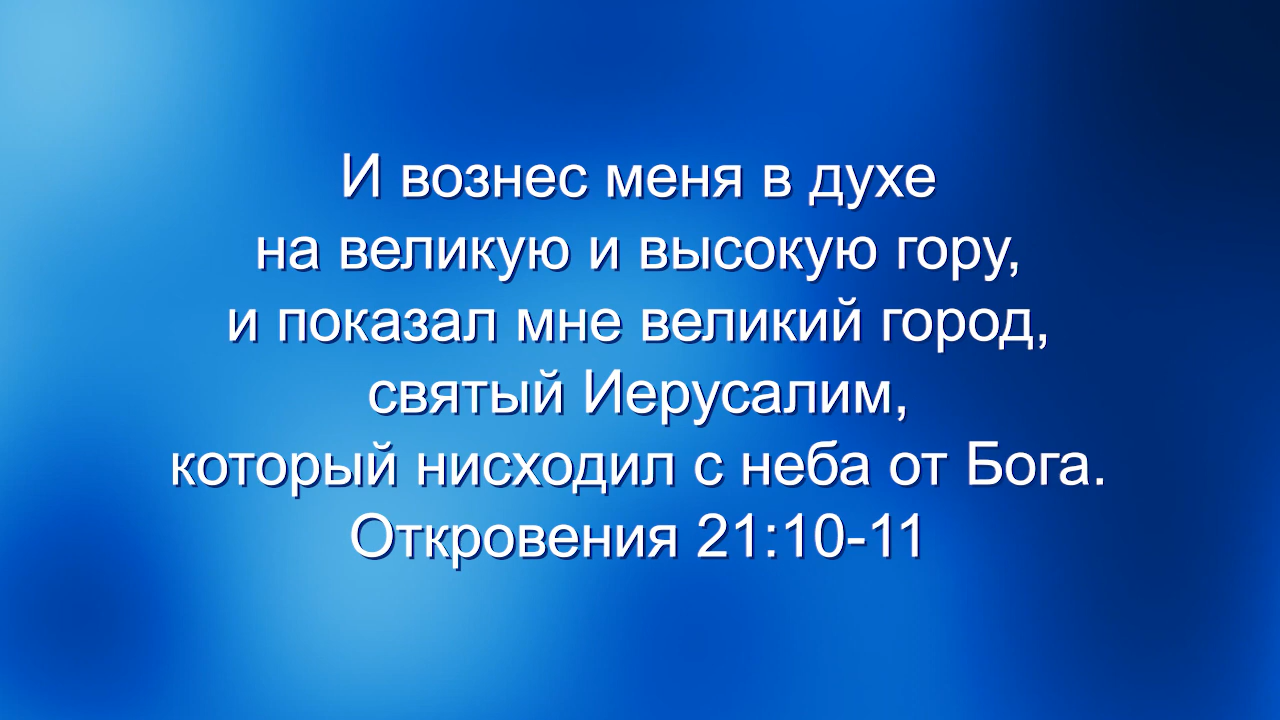 И вознес меня в духе
на великую и высокую гору,
и показал мне великий город,
святый Иерусалим,
который нисходил с неба от Бога.
Откровения 21:10-11